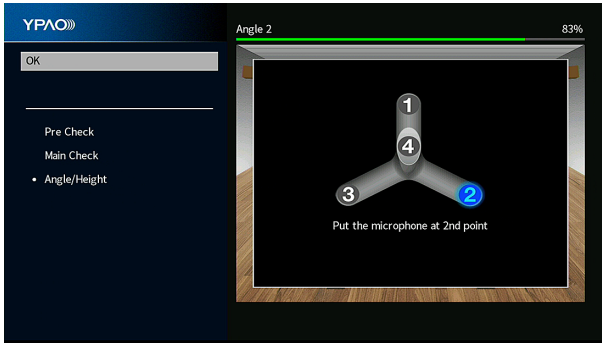 YPAO
Angle 2
83%
OK
Pre Check
Main Check
• Angle/Height
1
4
3
2
Put the microphone at 2nd point